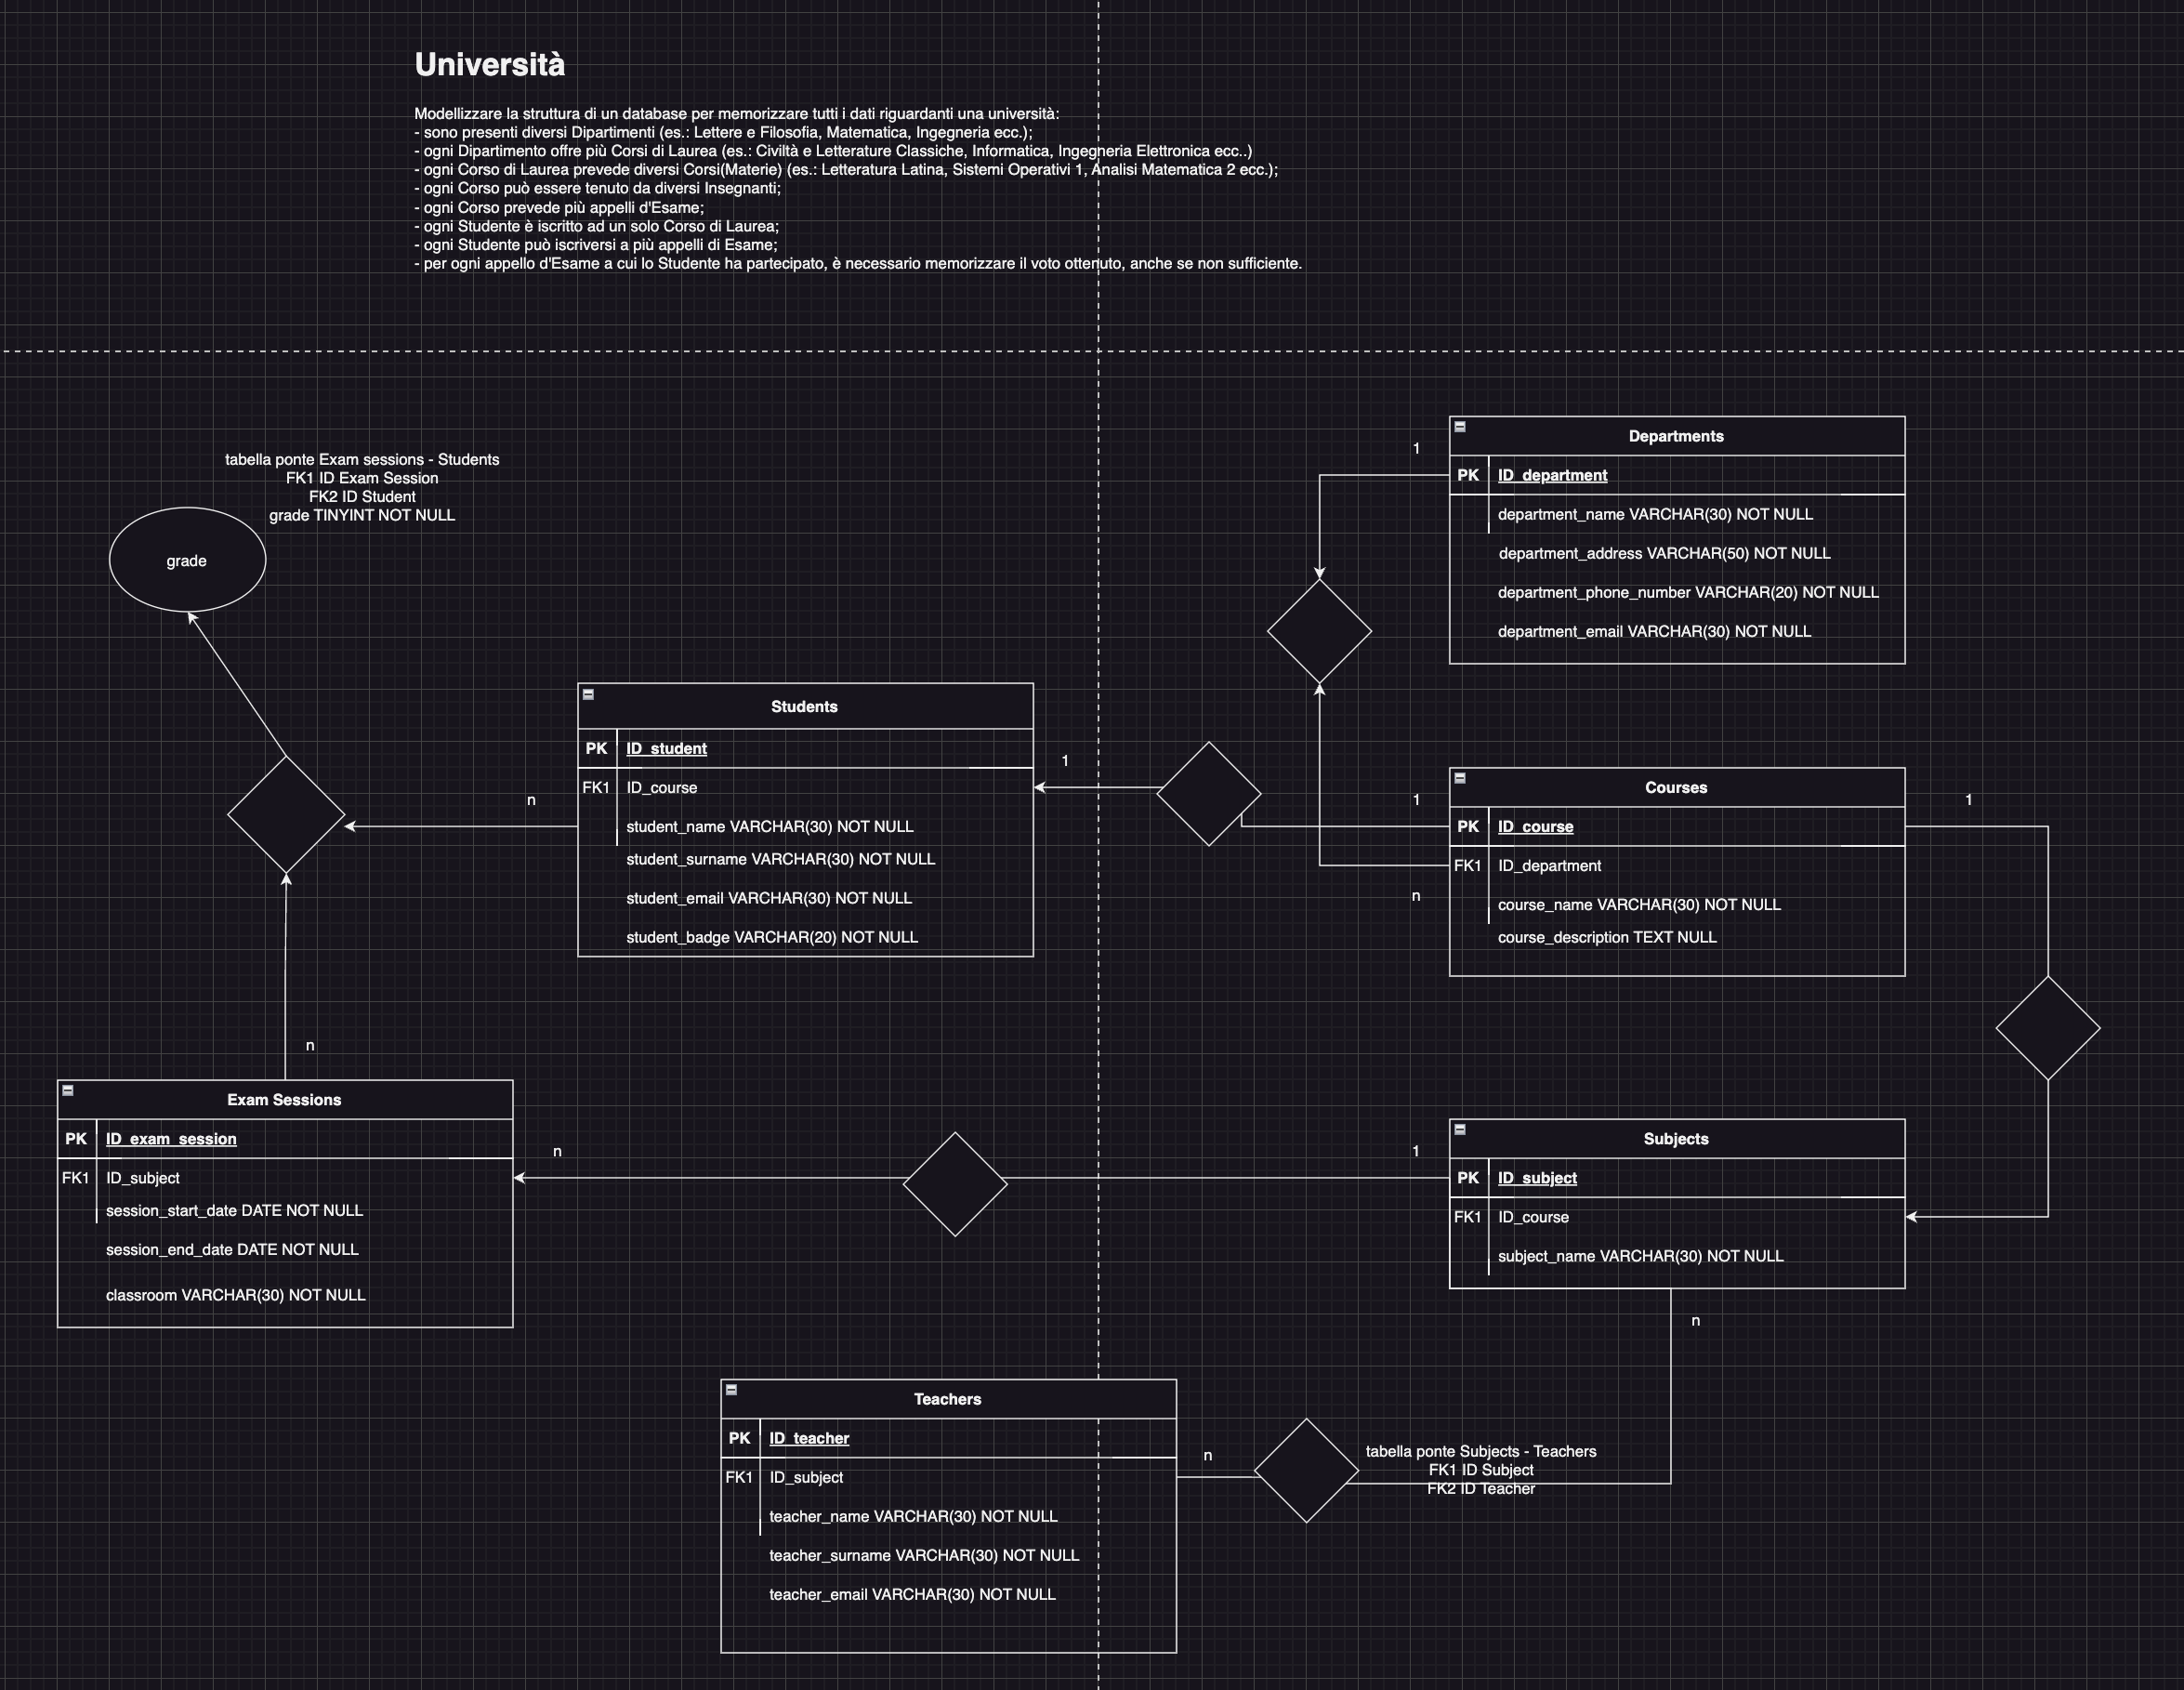 Università
Modellizzare la struttura di un database per memorizzare tutti i dati riguardanti una università:
- sono presenti diversi Dipartimenti (es.: Lettere e Filosofia, Matematica, Ingegneria ecc.);
- ogni Dipartimento offre più Corsi di Laurea (es.: Civiltà e Letterature Classiche, Informatica, Ingegneria Elettronica ecc..)
- ogni Corso di Laurea prevede diversi Corsi(Materie) (es.: Letteratura Latina, Sistemi Operativi 1, Analisi Matematica 2 ecc.);
- ogni Corso può essere tenuto da diversi Insegnanti;
- ogni Corso prevede più appelli d'Esame;
- ogni Studente è iscritto ad un solo Corso di Laurea;
- ogni Studente può iscriversi a più appelli di Esame;
- per ogni appello d'Esame a cui lo Studente ha partecipato, è necessario memorizzare il voto ottenuto, anche se non sufficiente.
tabella ponte Exam sessions - Students
FK1 ID Exam Session
FK2 ID Student
grade TINYINT NOT NULL
grade
1
Departments
PK ID_department
department_name VARCHAR(30) NOT NULL
department_address VARCHAR(50) NOT NULL
department_phone_number VARCHAR(20) NOT NULL
department_email VARCHAR(30) NOT NULL
Students
PK ID_student
FK1 ID_course
student_name VARCHAR(30) NOT NULL
student_surname VARCHAR(30) NOT NULL
student_email VARCHAR(30) NOT NULL
student_badge VARCHAR(20) NOT NULL
n
1
1
n
Courses
PK ID_course
FK1 ID_department
course_name VARCHAR(30) NOT NULL
course_description TEXT NULL
1
n
Exam Sessions
PK ID_exam_session
FK1 ID_subject
session_start_date DATE NOT NULL
session_end_date DATE NOT NULL
classroom VARCHAR(30) NOT NULL
n
1
Subjects
PK ID_subject
FK1 ID_course
subject_name VARCHAR(30) NOT NULL
n
Teachers
PK ID_teacher
FK1 ID_subject
teacher_name VARCHAR(30) NOT NULL
teacher_surname VARCHAR(30) NOT NULL
teacher_email VARCHAR(30) NOT NULL
n
tabella ponte Subjects - Teachers
FK1 ID Subject
FK2 ID Teacher